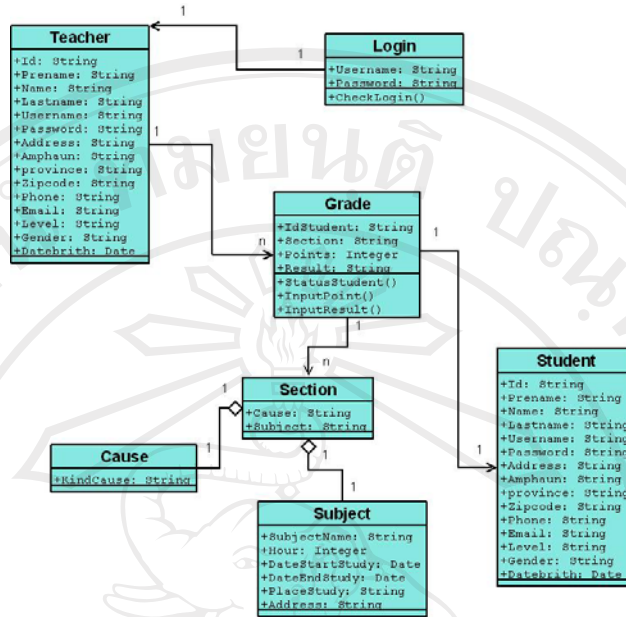 Teacher
+Id: String
+Prename: String
+Name: String
+Lastname: String
+Username: String
+Password: String
+Address: String
+Amphaun: String
+province: String
+Zipcode: String
+Phone: String
+Email: String
+Level: String
+Gender: String
+Datebrith: Date
1
1
Login
+Username: String
+Password: String
+CheckLogin()
1
n
Grade
+IdStudent: String
+Section: String
+Points: Integer
+Result: String
+StatusStudent()
+InputPoint()
+InputResult()
1
1
1
n
Section
+Cause: String
+Subject: String
1
1
Cause
+KindCause: String
1
1
Subject
+SubjectName: String
+Hour: Integer
+DateStartStudy: Date
+DateEndStudy: Date
+PlaceStudy: String
+Address: String
Student
+Id: String
+Prename: String
+Name: String
+Lastname: String
+Username: String
+Password: String
+Address: String
+Amphaun: String
+province: String
+Zipcode: String
+Phone: String
+Email: String
+Level: String
+Gender: String
+Datebrith: Date